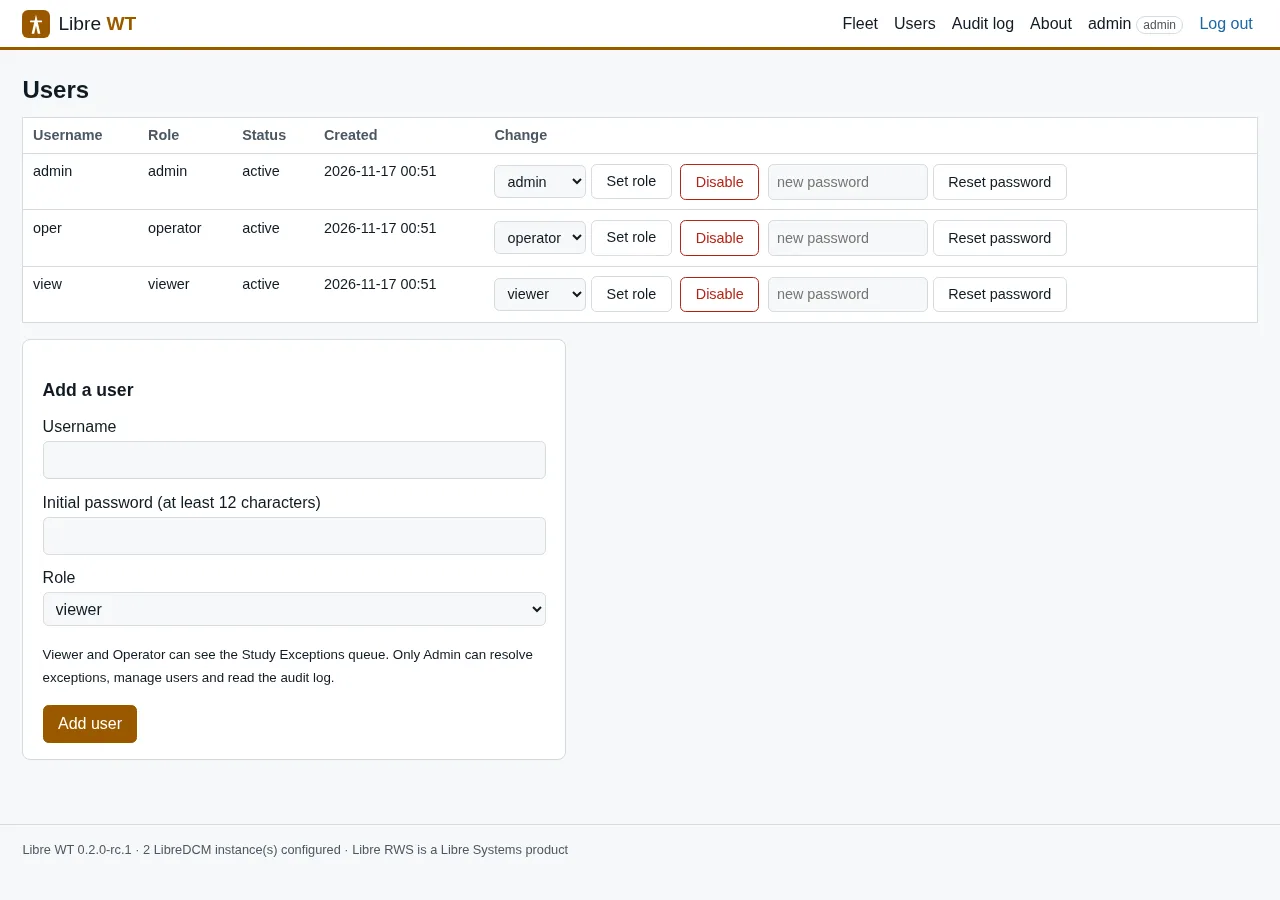 Libre WT Fleet Users Audit log About admin admin Log out
Users
Username Role Status Created Change
admin admin active 2026-11-17 00:51 admin Set role Disable new password Reset password
oper operator active 2026-11-17 00:51 operator Set role Disable new password Reset password
view viewer active 2026-11-17 00:51 viewer Set role Disable new password Reset password
Add a user
Username
Initial password (at least 12 characters)
Role
viewer
Viewer and Operator can see the Study Exceptions queue. Only Admin can resolve
exceptions, manage users and read the audit log.
Add user
Libre WT 0.2.0-rc.1 · 2 LibreDCM instance(s) configured · Libre RWS is a Libre Systems product